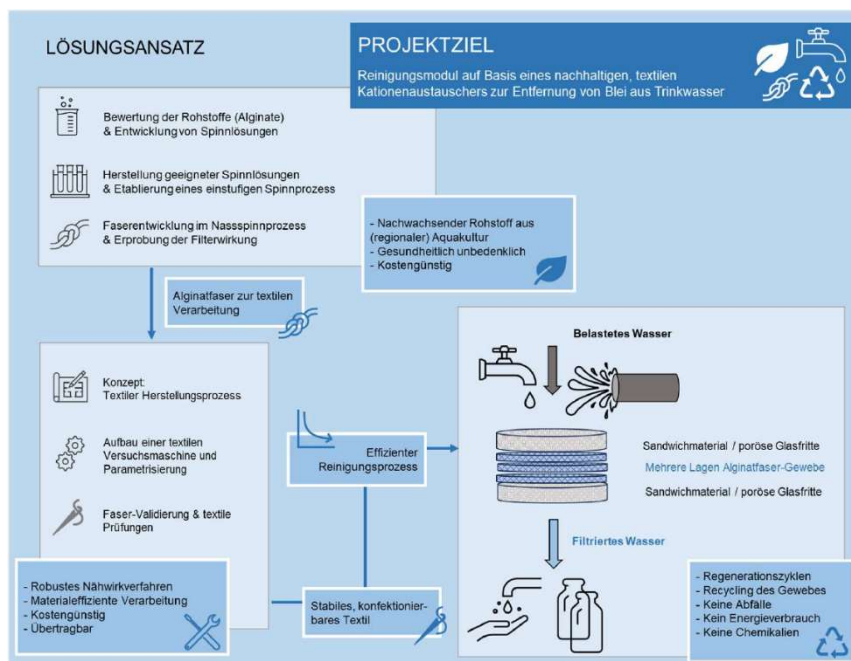 LÖSUNGSANSATZ
PROJEKTZIEL
Reinigungsmodul auf Basis eines nachhaltigen, textilen
Kationenaustauschers zur Entfernung von Blei aus Trinkwasser
Bewertung der Rohstoffe (Alginate)
& Entwicklung von Spinnlösungen
Herstellung geeigneter Spinnlösungen
& Etablierung eines einstufigen Spinnprozess
Faserentwicklung im Nassspinnprozess
& Erprobung der Filterwirkung
- Nachwachsender Rohstoff aus
(regionaler) Aquakultur
- Gesundheitlich unbedenklich
- Kostengünstig
Alginatfaser zur textilen
Verarbeitung
Konzept:
Textiler Herstellungsprozess
Aufbau einer textilen
Versuchsmaschine und
Parametrisierung
Faser-Validierung & textile
Prüfungen
- Robustes Nähwirkverfahren
- Materialeffiziente Verarbeitung
- Kostengünstig
- Übertragbar
Stabiles, konfektionier-
bares Textil
Effizienter
Reinigungsprozess
Belastetes Wasser
Sandwichmaterial / poröse Glasfritte
Mehrere Lagen Alginatfaser-Gewebe
Sandwichmaterial / poröse Glasfritte
Filtriertes Wasser
- Regenerationszyklen
- Recycling des Gewebes
- Keine Abfälle
- Kein Energieverbrauch
- Keine Chemikalien